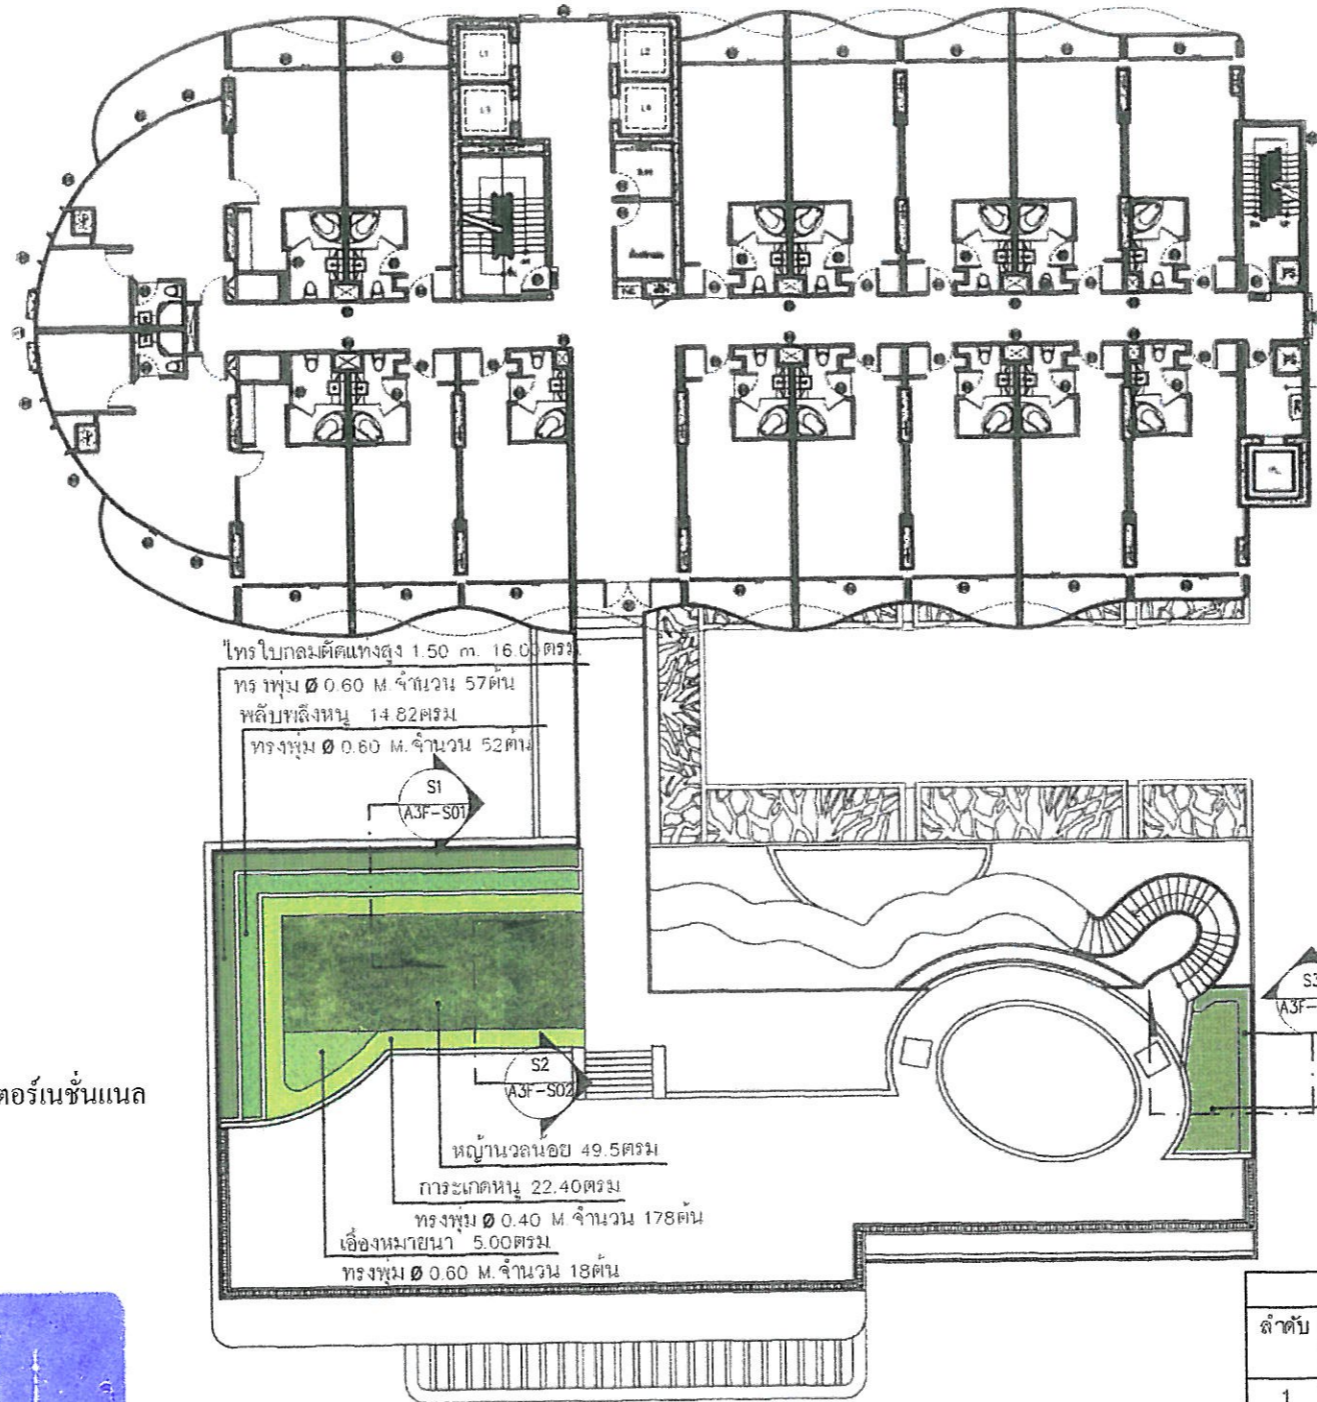 L1
L2
L3
L4
ไทรใบกลมตัดแท่งสูง 1.50 m. 16.00ตรม
ทรงพุ่ม Ø 0.60 M. จำนวน 57ต้น
พลับพลึงหนู 14.82ตรม
ทรงพุ่ม Ø 0.60 M. จำนวน 52ต้น
S1
A3F-S01
S3
A3F-
S2
A3F-S02
ตอร์เนชั่นแนล
หญ้านวลน้อย 49.5ตรม
การะเกดหนู 22.40ตรม
ทรงพุ่ม Ø 0.40 M. จำนวน 178ต้น
เอื้องหมายนา 5.00ตรม
ทรงพุ่ม Ø 0.60 M. จำนวน 18ต้น
ลำดับ
1